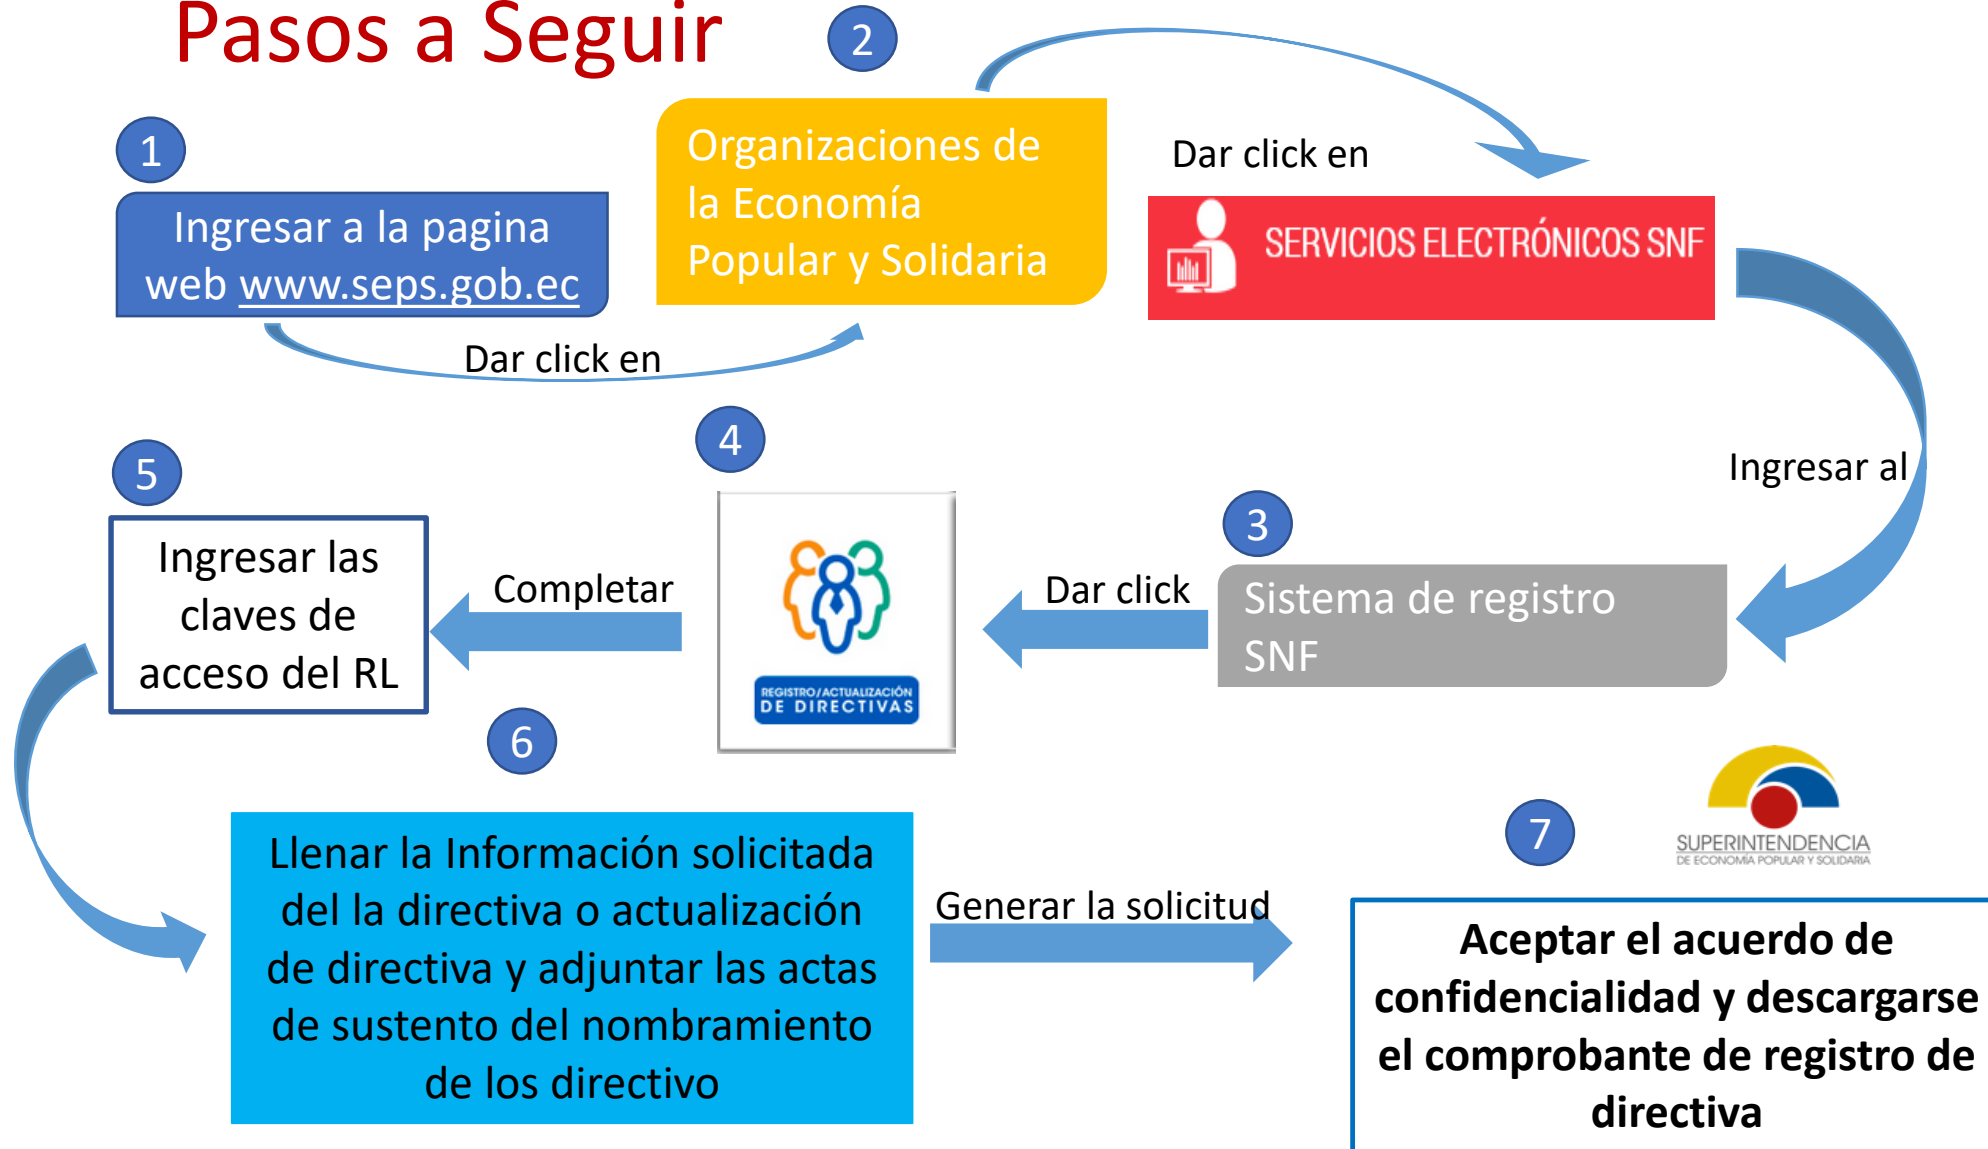 Pasos a Seguir
1
Ingresar a la pagina
web www.seps.gob.ec
Dar click en
2
Organizaciones de
la Economía
Popular y Solidaria
Dar click en
SERVICIOS ELECTRÓNICOS SNF
Ingresar al
3
Sistema de registro
SNF
Dar click
4
REGISTRO/ACTUALIZACIÓN
DE DIRECTIVAS
Completar
5
Ingresar las
claves de
acceso del RL
6
Llenar la Información solicitada
del la directiva o actualización
de directiva y adjuntar las actas
de sustento del nombramiento
de los directivo
Generar la solicitud
7
SUPERINTENDENCIA
DE ECONOMÍA POPULAR Y SOLIDARIA
Aceptar el acuerdo de
confidencialidad y descargarse
el comprobante de registro de
directiva